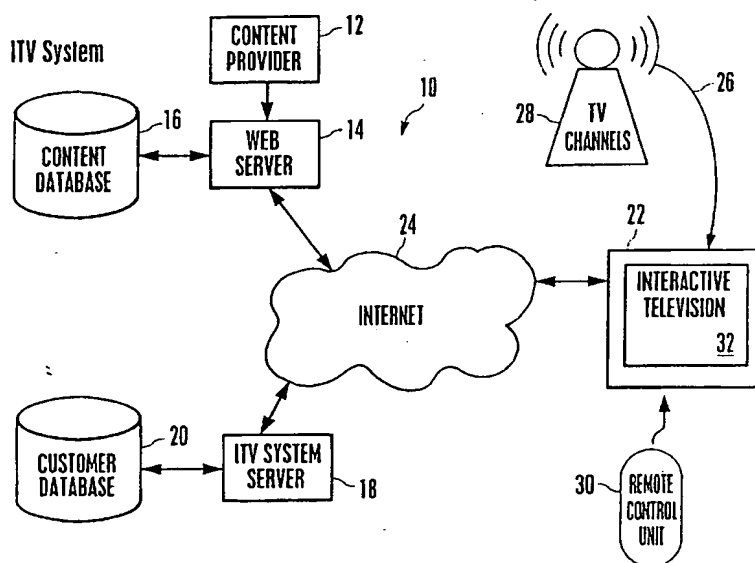 ITV System
CONTENT
PROVIDER
12
10
16
CONTENT
DATABASE
WEB
SERVER
14
28
TV
CHANNELS
26
24
INTERNET
22
INTERACTIVE
TELEVISION
32
20
CUSTOMER
DATABASE
ITV SYSTEM
SERVER
18
30
REMOTE
CONTROL
UNIT